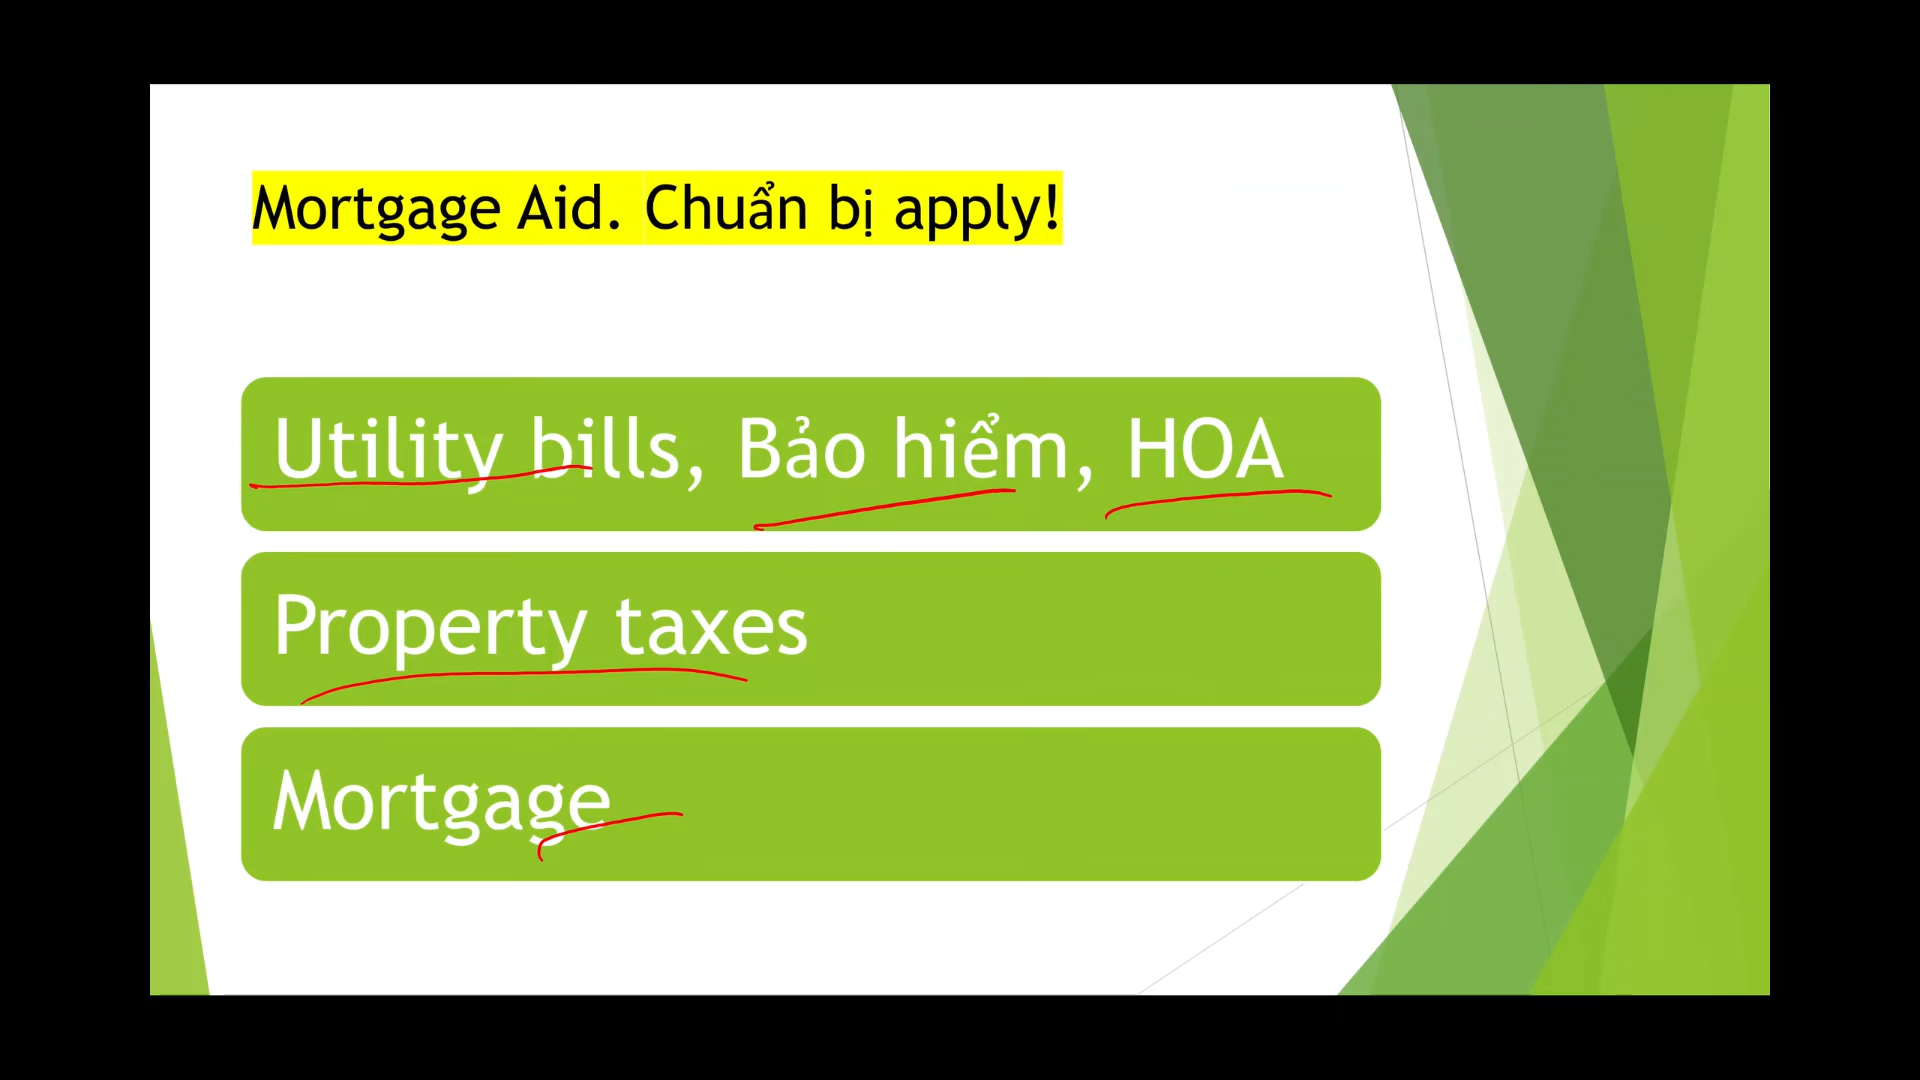 Mortgage Aid. Chuẩn bị apply!
Utility bills, Bảo hiểm, HOA
Property taxes
Mortgage